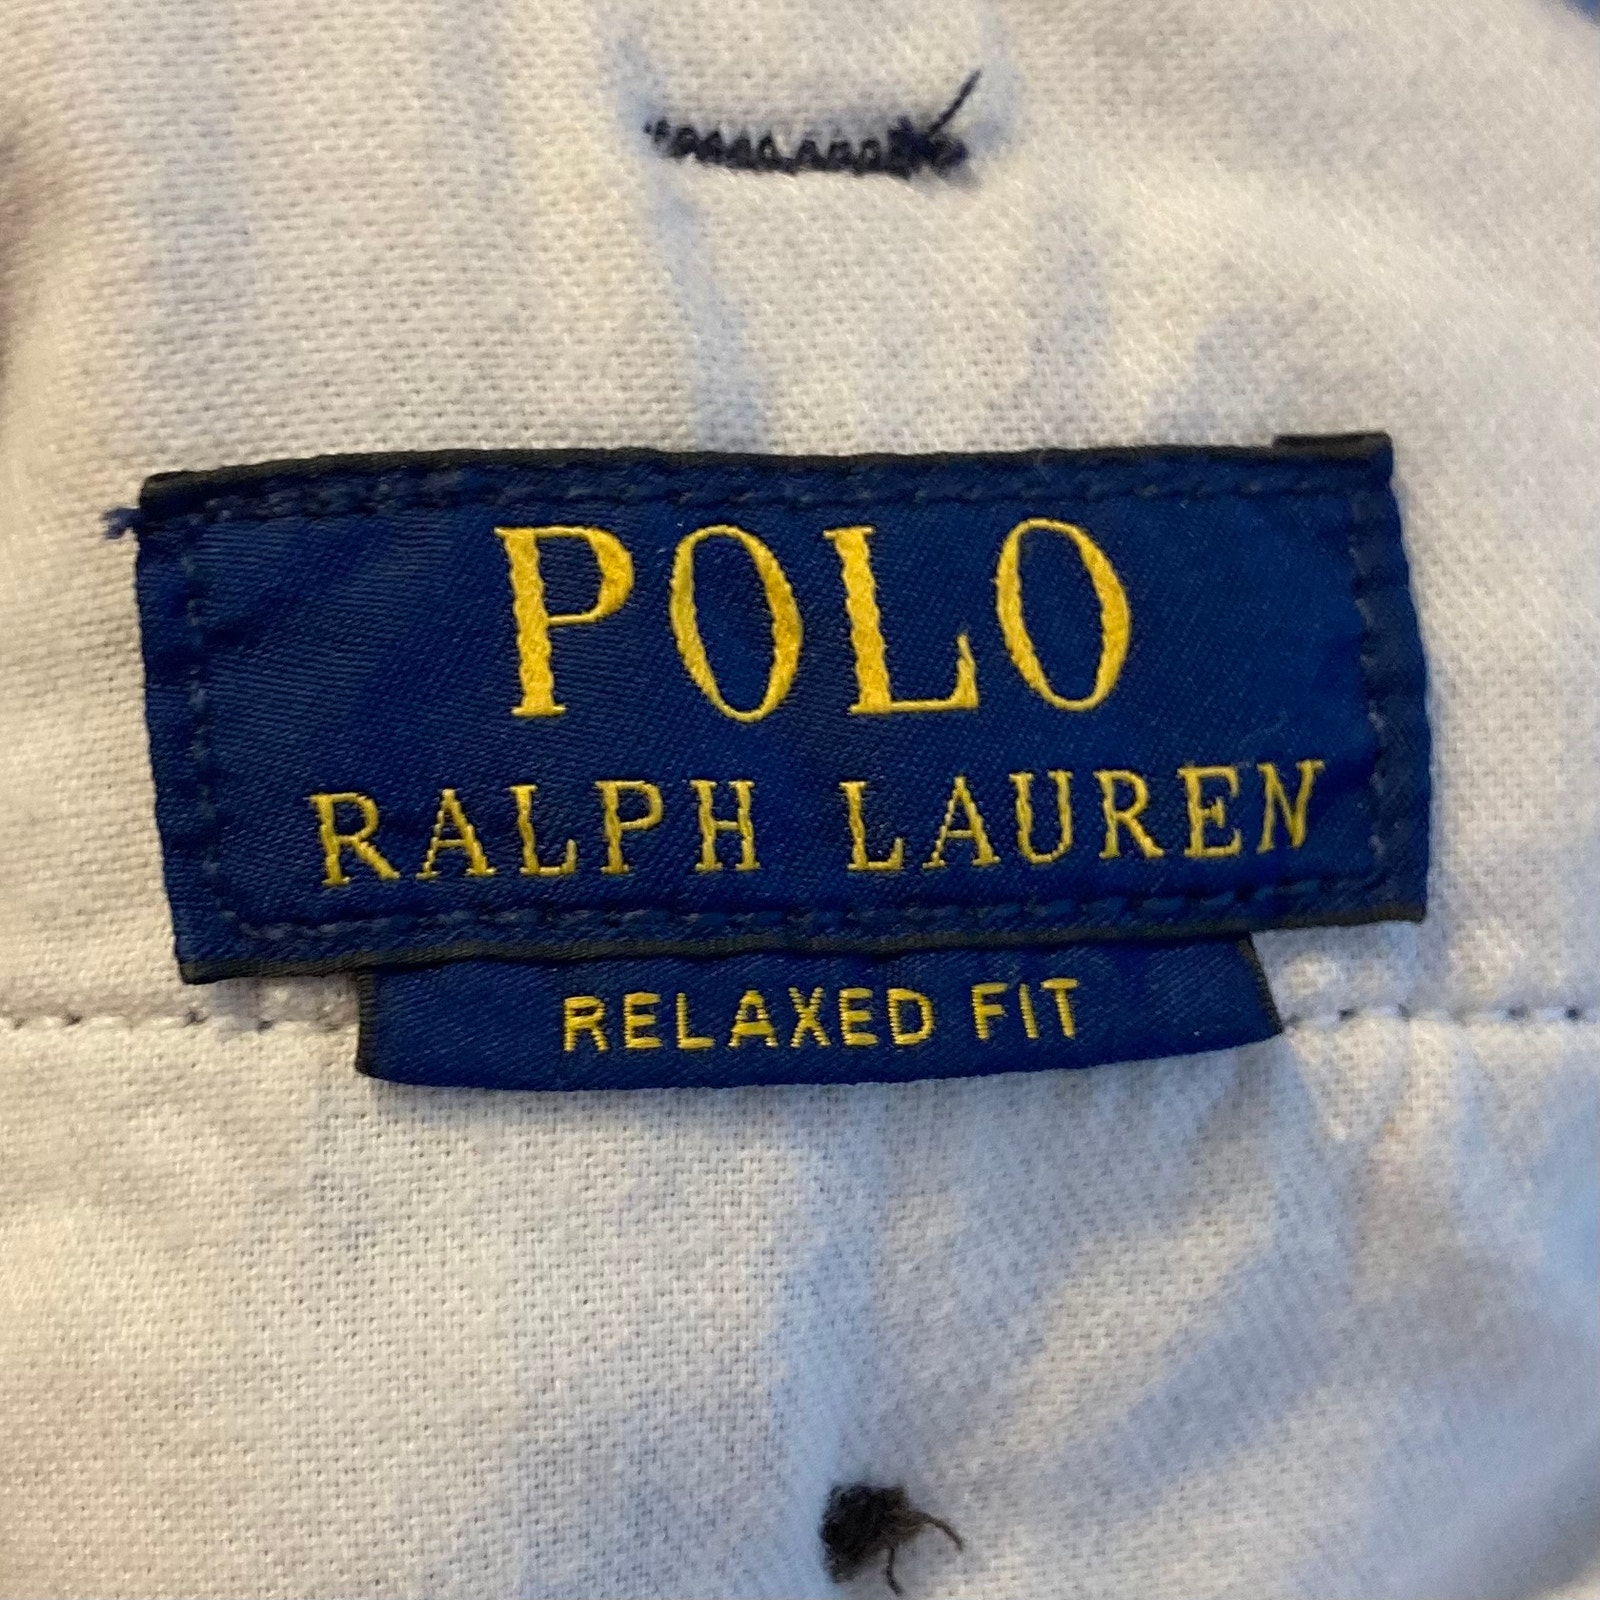 POLO
RALPH LAUREN
RELAXED FIT